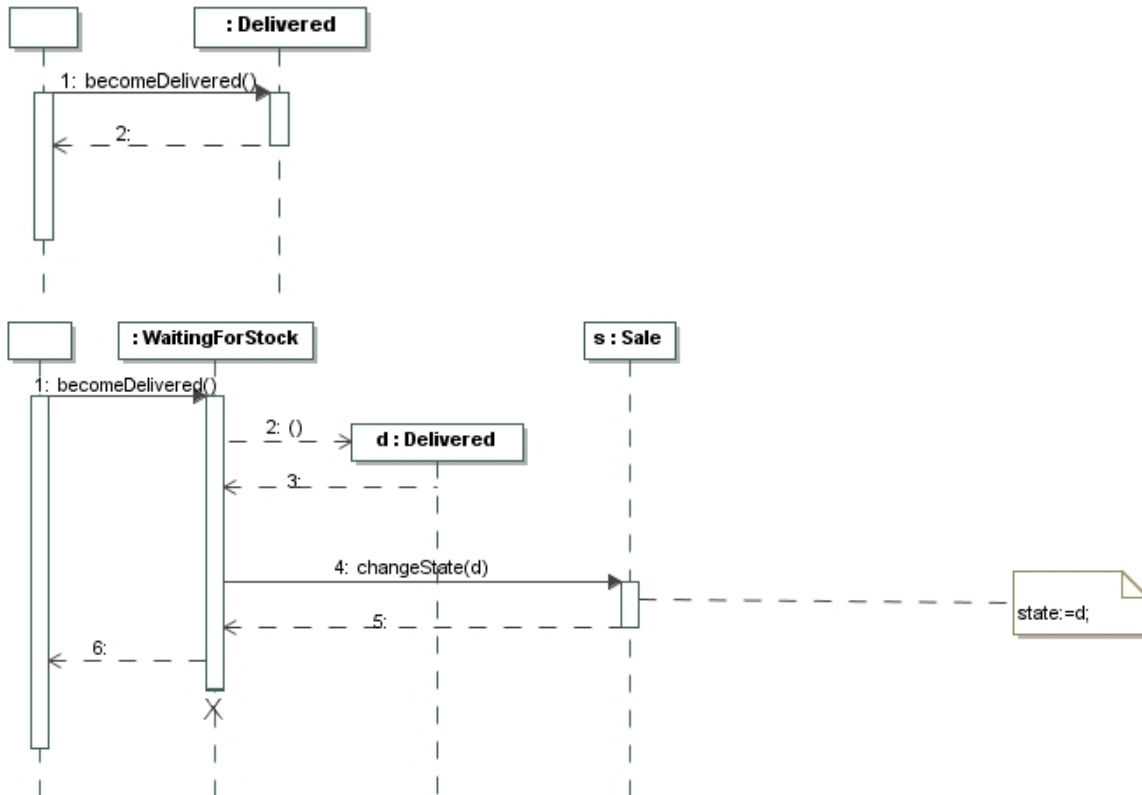 : Delivered
1: becomeDelivered()
2:
: WaitingForStock
s : Sale
1: becomeDelivered()
2: ()
d : Delivered
3:
4: changeState(d)
state:=d;
5:
6:
X